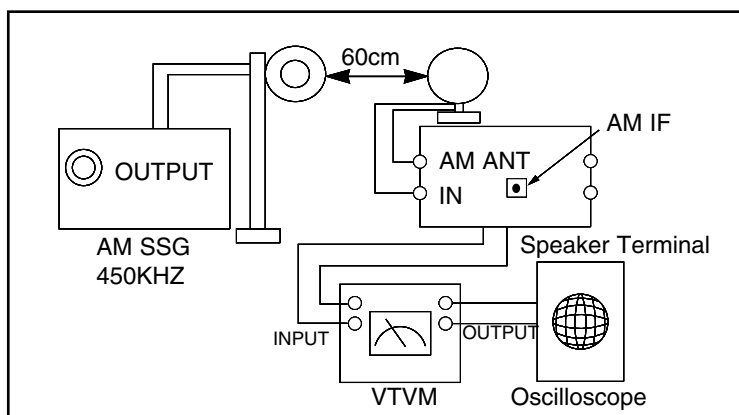 60cm
AM IF
OUTPUT
AM ANT
IN
AM SSG
450KHZ
Speaker Terminal
INPUT
OUTPUT
VTVM
Oscilloscope